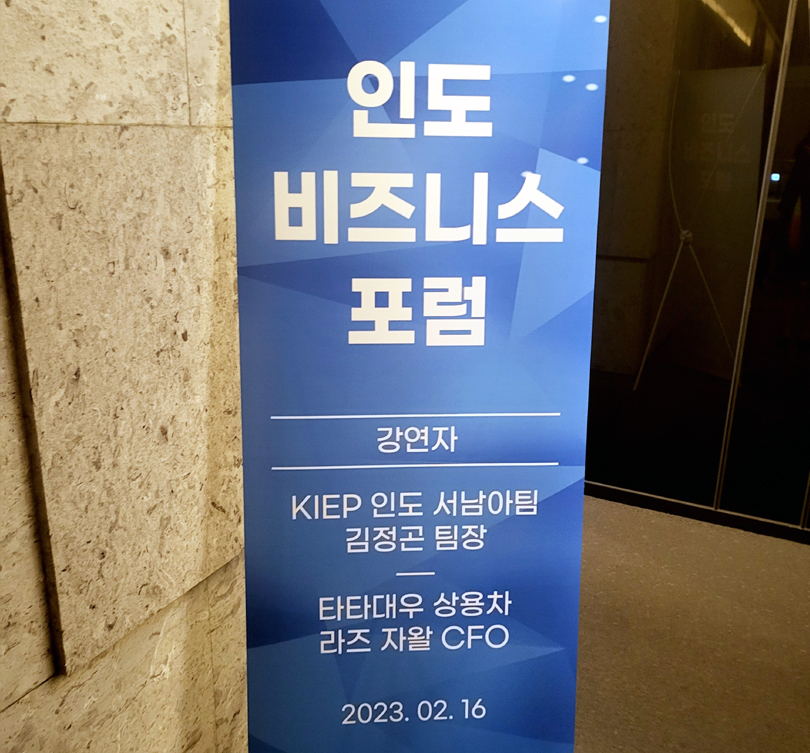 인도
비즈니스
포럼
강연자
KIEP 인도 서남아팀
김정곤 팀장
타타대우 상용차
라즈 자왈 CFO
2023. 02. 16